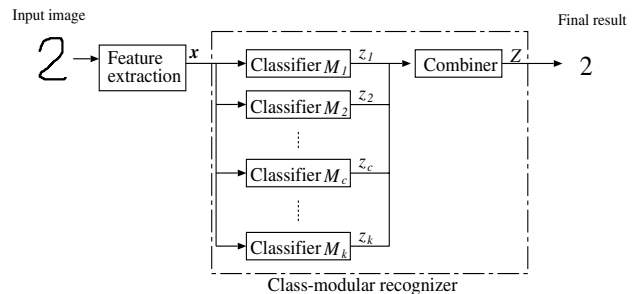 Input image
2
Feature extraction
x
Classifier M1
z1
Classifier M2
z2
Classifier Mc
zc
Classifier Mk
zk
Combiner
Z
Final result
2
Class-modular recognizer